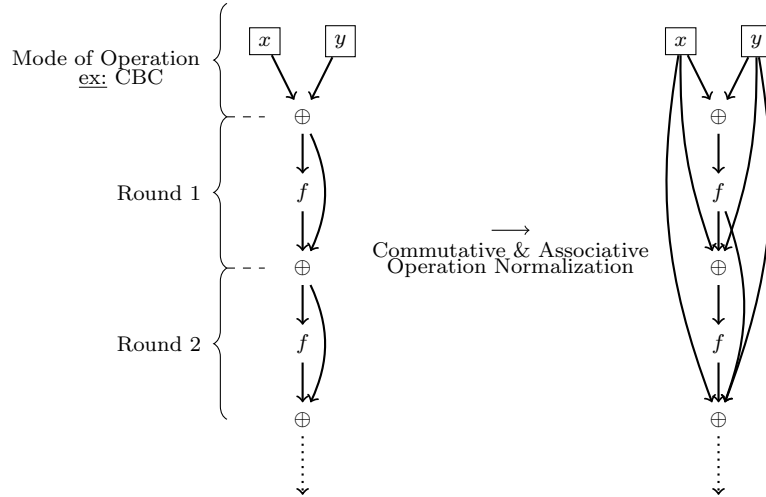 x y
Mode of Operation
ex: CBC
⊕
Round 1
f
⊕
Round 2
f
⊕
⟶
Commutative & Associative
Operation Normalization
x y
⊕
f
⊕
f
⊕